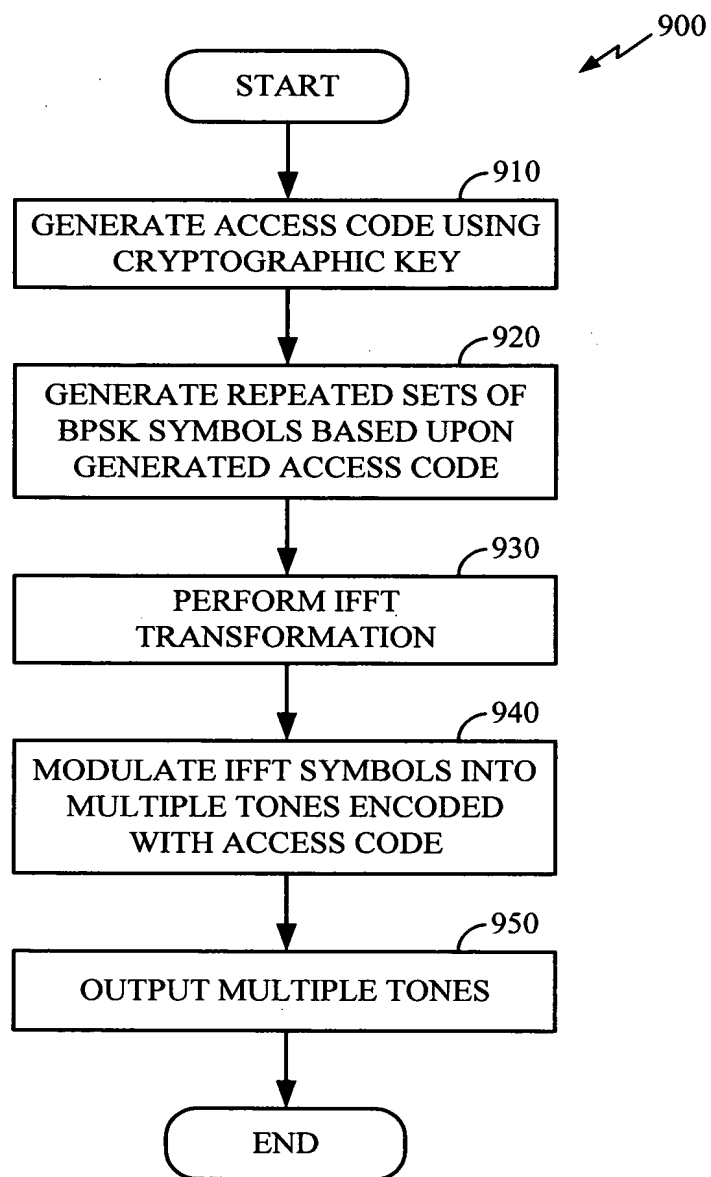 900
START
910
GENERATE ACCESS CODE USING
CRYPTOGRAPHIC KEY
920
GENERATE REPEATED SETS OF
BPSK SYMBOLS BASED UPON
GENERATED ACCESS CODE
930
PERFORM IFFT
TRANSFORMATION
940
MODULATE IFFT SYMBOLS INTO
MULTIPLE TONES ENCODED
WITH ACCESS CODE
950
OUTPUT MULTIPLE TONES
END